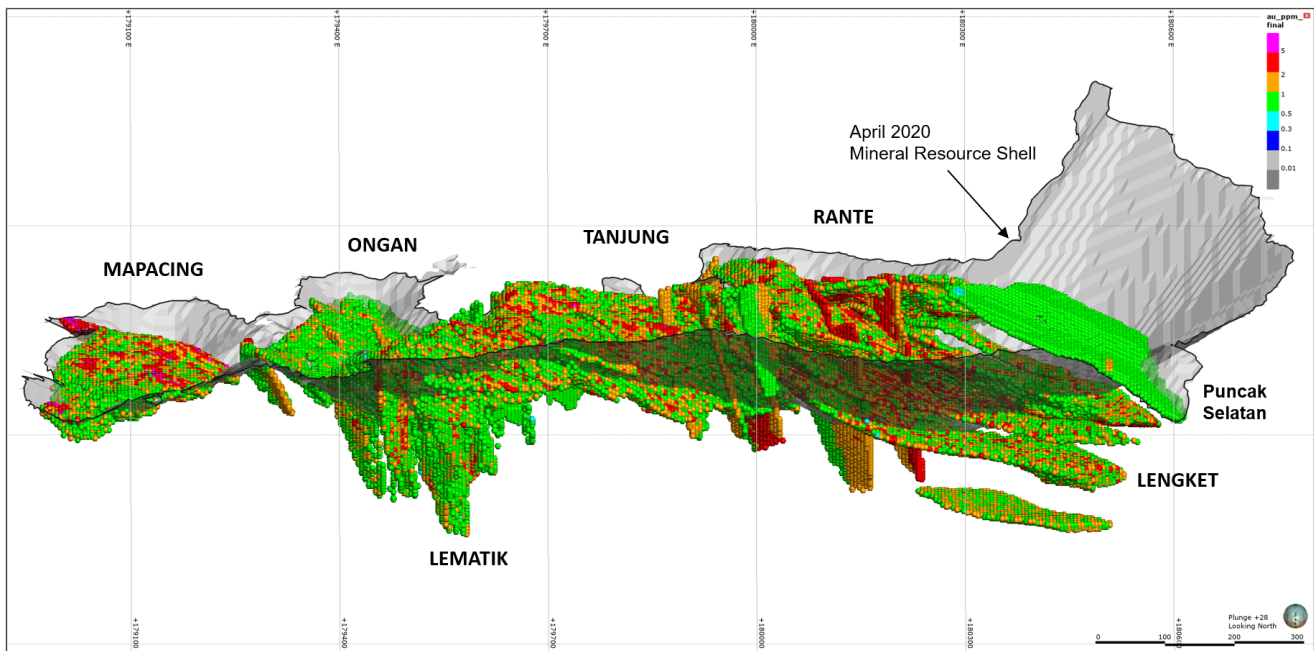 +179100 E
+179400 E
+179700 E
+180000 E
+180300 E
+180600 E
au_ppm_
final
5
2
1
0.5
0.3
0.1
0.01
April 2020
Mineral Resource Shell
RANTE
TANJUNG
ONGAN
MAPACING
Puncak
Selatan
LENGKET
LEMATIK
Plunge +28
Looking North
0
100
200
300
+179100
+179400
+179700
+180000
+180300
+180600